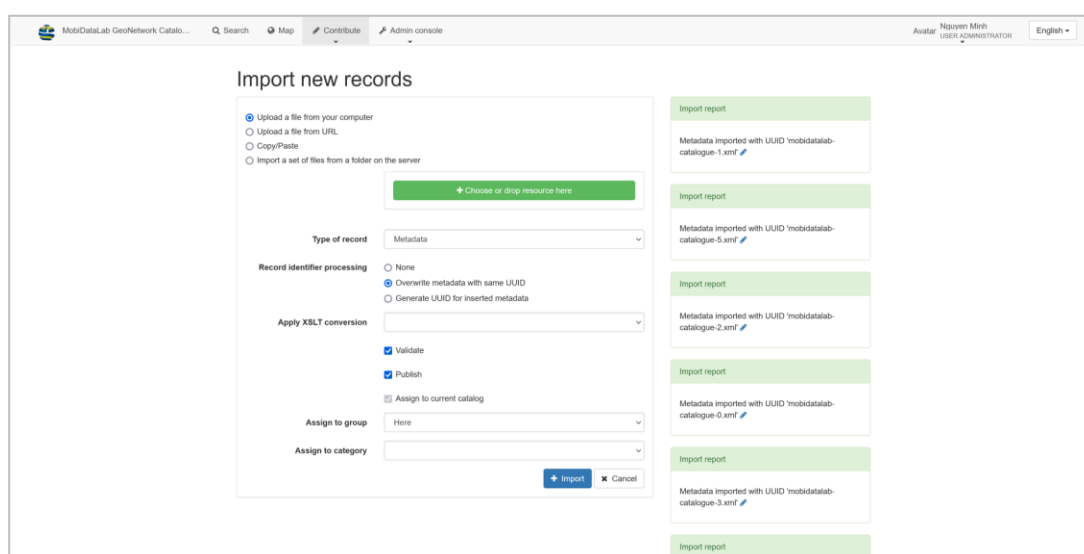 MobiDataLab GeoNetwork Catalo... Search Map Contribute Admin console Avatar Nguyen Minh USER ADMINISTRATOR English
Import new records
Upload a file from your computer
Upload a file from URL
Copy/Paste
Import a set of files from a folder on the server
Choose or drop resource here
Type of record Metadata
Record identifier processing None
Overwrite metadata with same UUID
Generate UUID for inserted metadata
Apply XSLT conversion
Validate
Publish
Assign to current catalog
Assign to group Here
Assign to category
Import Cancel
Import report
Metadata imported with UUID 'mobidatalab-
catalogue-1.xml'
Import report
Metadata imported with UUID 'mobidatalab-
catalogue-5.xml'
Import report
Metadata imported with UUID 'mobidatalab-
catalogue-2.xml'
Import report
Metadata imported with UUID 'mobidatalab-
catalogue-0.xml'
Import report
Metadata imported with UUID 'mobidatalab-
catalogue-3.xml'
Import report